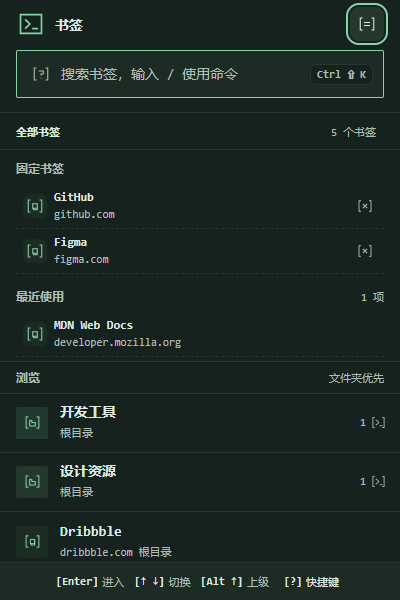 书签
[=]
[?] 搜索书签, 输入 / 使用命令 Ctrl ⇧ K
全部书签 5 个书签
固定书签
GitHub
github.com [×]
Figma
figma.com [×]
最近使用 1 项
MDN Web Docs
developer.mozilla.org
浏览 文件夹优先
开发工具
根目录 1 [>.]
设计资源
根目录 1 [>.]
Dribbble
dribbble.com 根目录
[Enter] 进入 [↑ ↓] 切换 [Alt ↑] 上级 [?] 快捷键